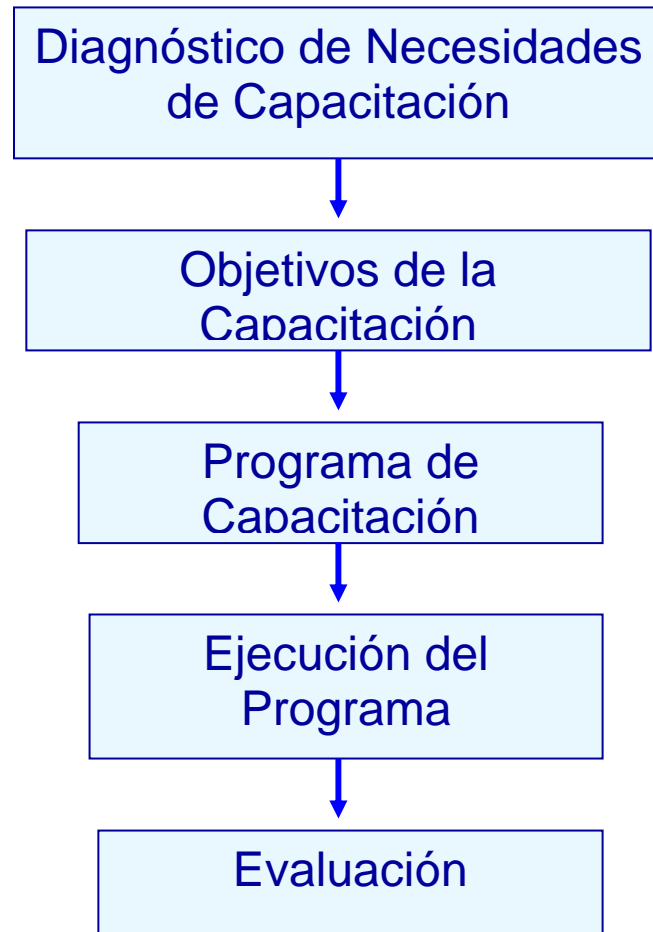 Diagnóstico de Necesidades
de Capacitación
Objetivos de la
Capacitación
Programa de
Capacitación
Ejecución del
Programa
Evaluación